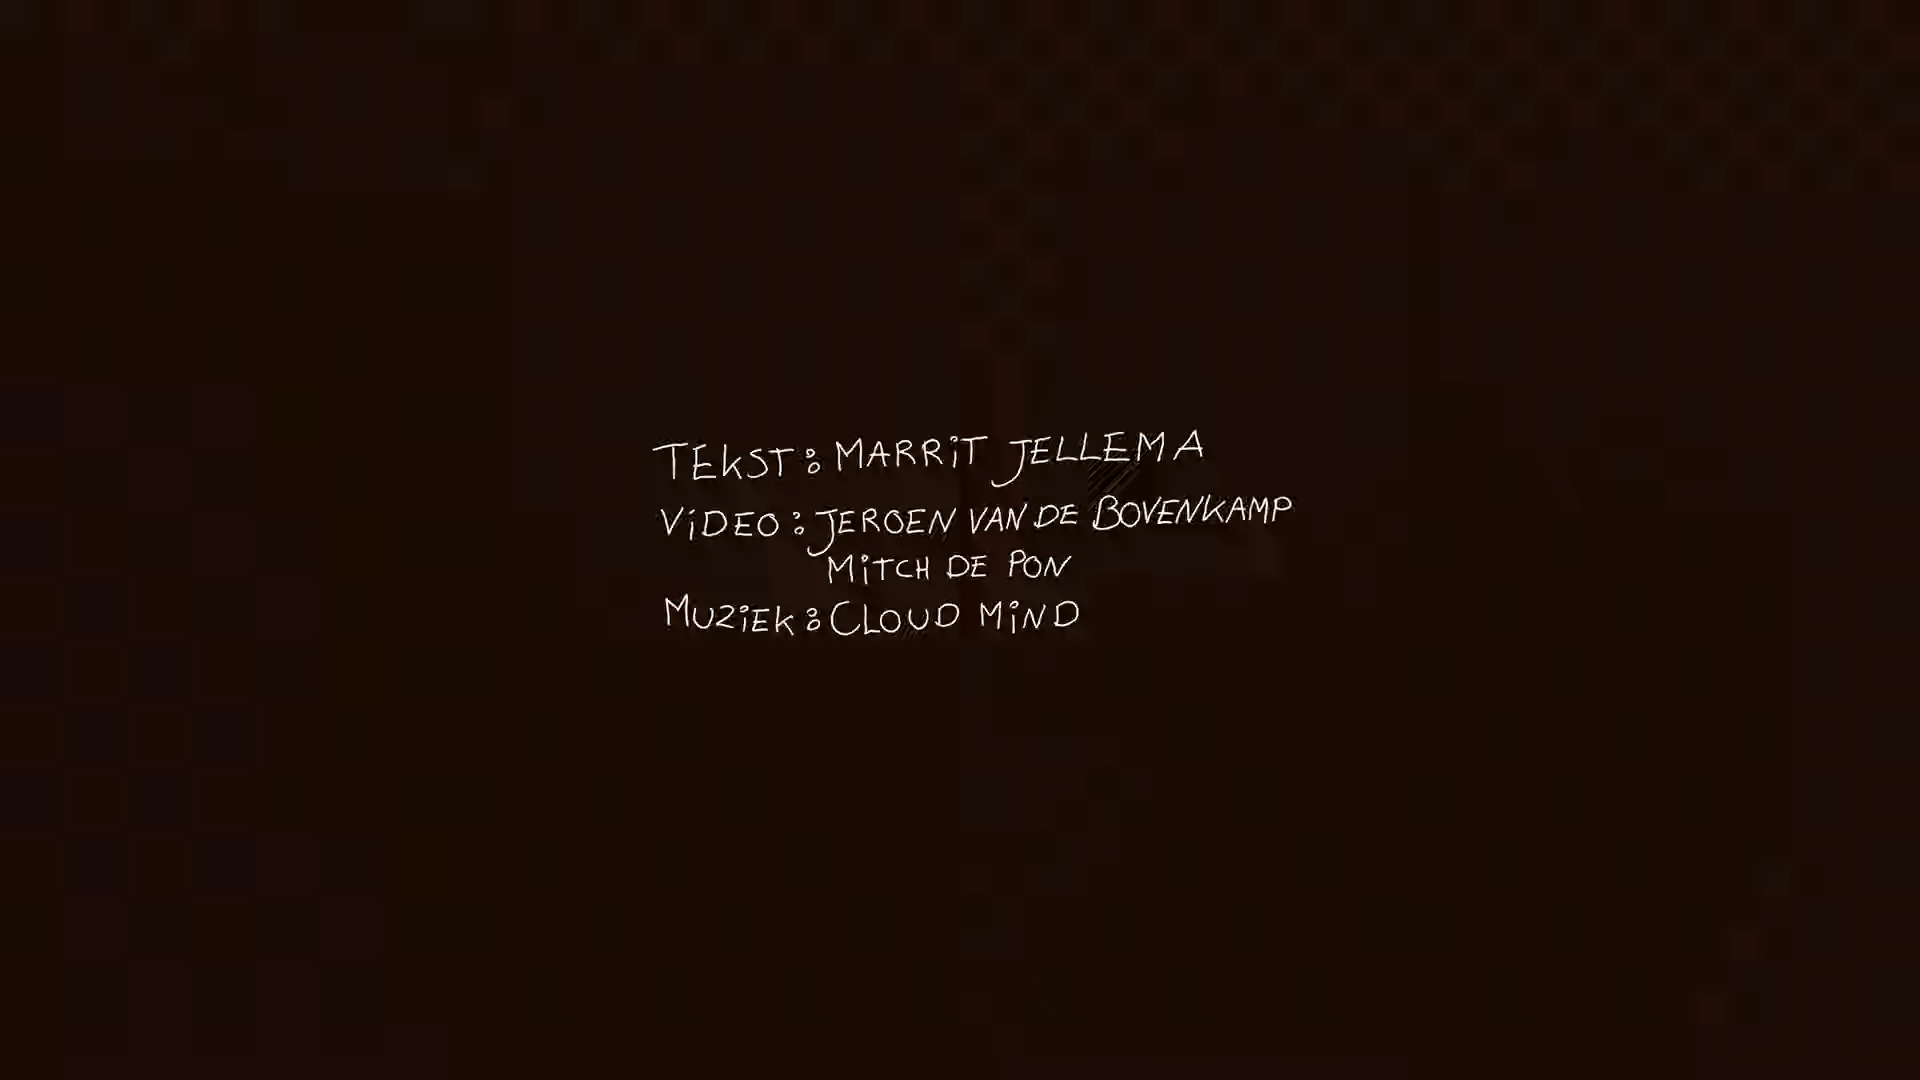 TEKST: MARRIT JELLEMA
VIDEO: JEROEN VAN DE BOVENKAMP
MITCH DE PON
MUZIEK: CLOUD MIND